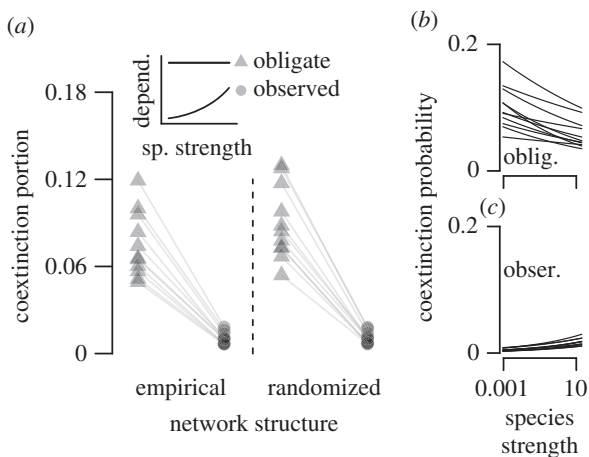 (a)
depend.
sp. strength
obligate
observed
coextinction portion
0.18
0.12
0.06
0
empirical
randomized
network structure
(b)
coextinction probability
0.2
0
oblig.
(c)
0.2
obser.
0
0.001
10
species
strength